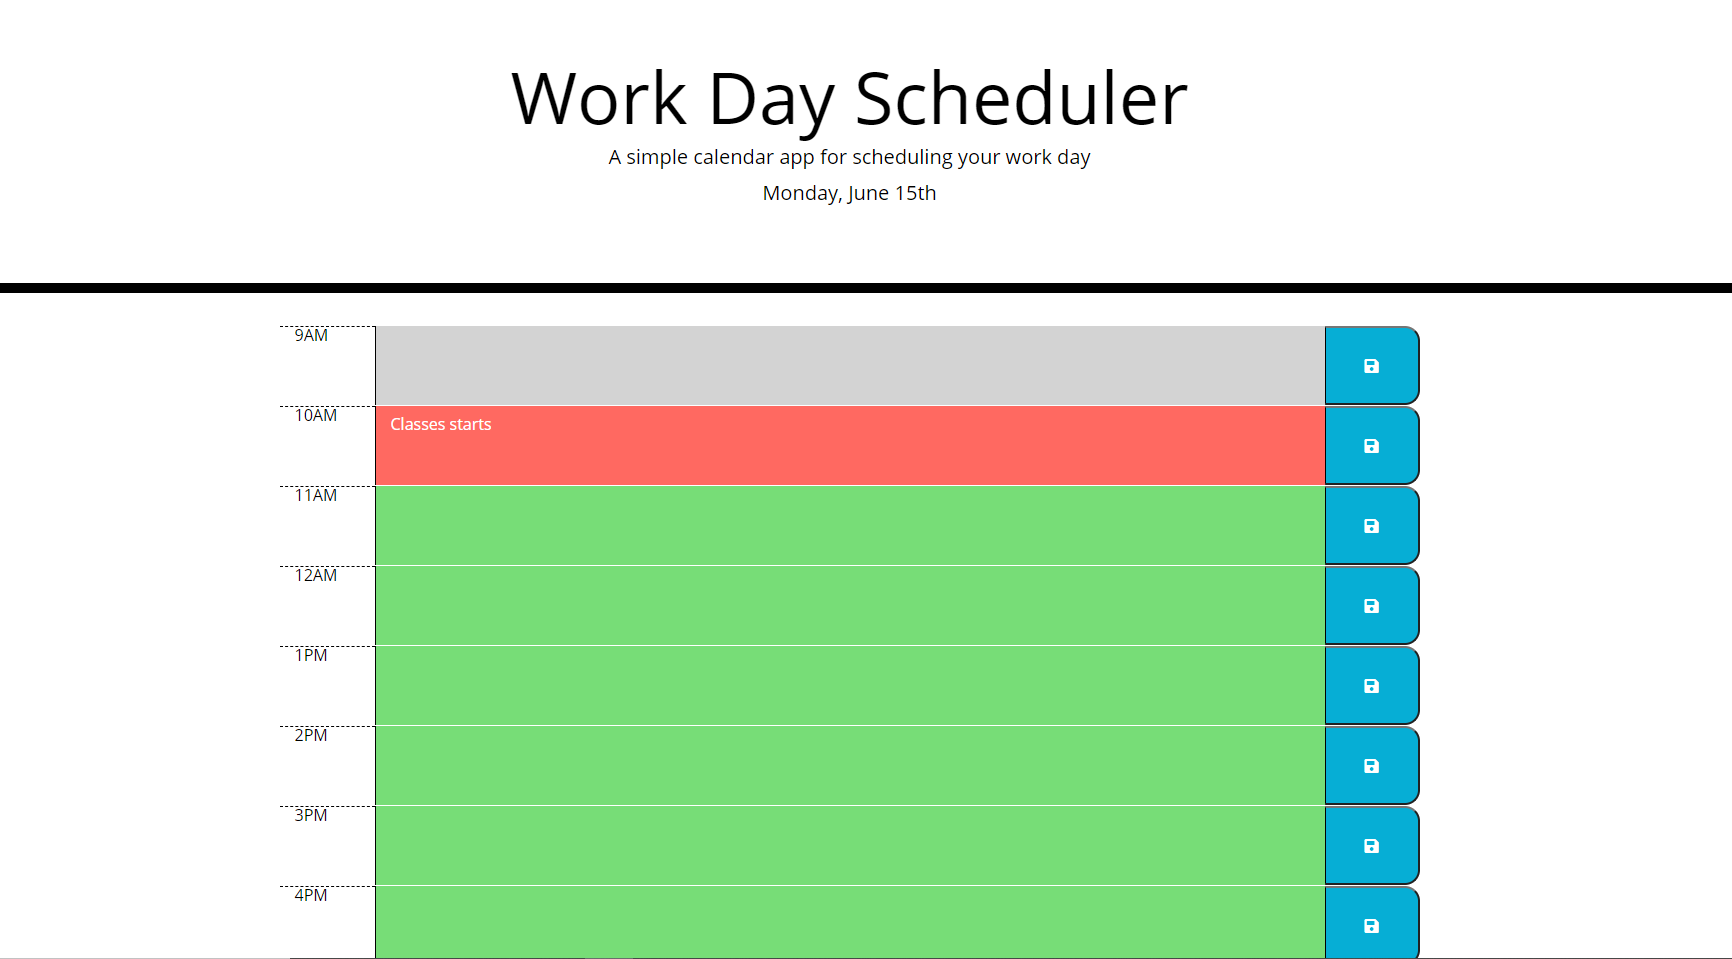 Work Day Scheduler
A simple calendar app for scheduling your work day
Monday, June 15th
9AM
10AM Classes starts
11AM
12AM
1PM
2PM
3PM
4PM